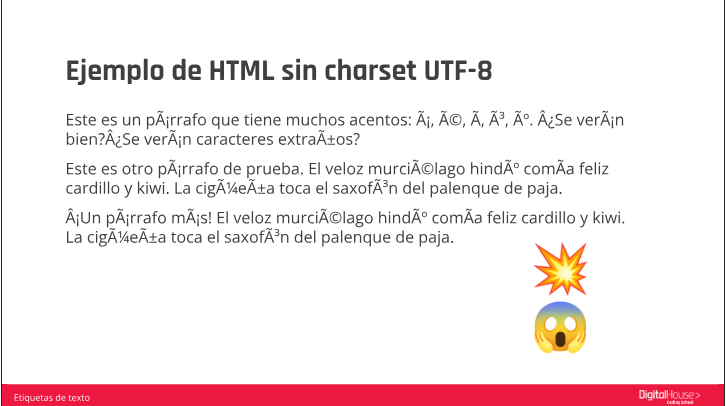 Ejemplo de HTML sin charset UTF-8
Este es un pÃ¡rrafo que tiene muchos acentos: Ã¡, Ã©, Ã, Ã³, Ãº. Â¿Se verÃ¡n
bien?Â¿Se verÃ¡n caracteres extraÃ±os?
Este es otro pÃ¡rrafo de prueba. El veloz murciÃ©lago hindÃº comÃa feliz
cardillo y kiwi. La cigÃ¼eÃ±a toca el saxofÃ³n del palenque de paja.
Â¡Un pÃ¡rrafo mÃ¡s! El veloz murciÃ©lago hindÃº comÃa feliz cardillo y kiwi.
La cigÃ¼eÃ±a toca el saxofÃ³n del palenque de paja.
Etiquetas de texto
DigitalHouse>
Coding School